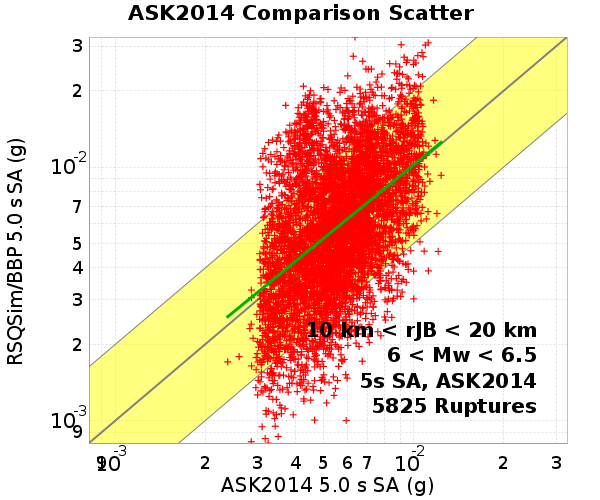 ASK2014 Comparison Scatter
RSQSim/BBP 5.0 s SA (g)
3
2
10-2
7
5
4
3
2
10-3
9
10 km < rJB < 20 km
6 < Mw < 6.5
5s SA, ASK2014
5825 Ruptures
9 10-3 2 3 4 5 6 7 10-2 2 3
ASK2014 5.0 s SA (g)